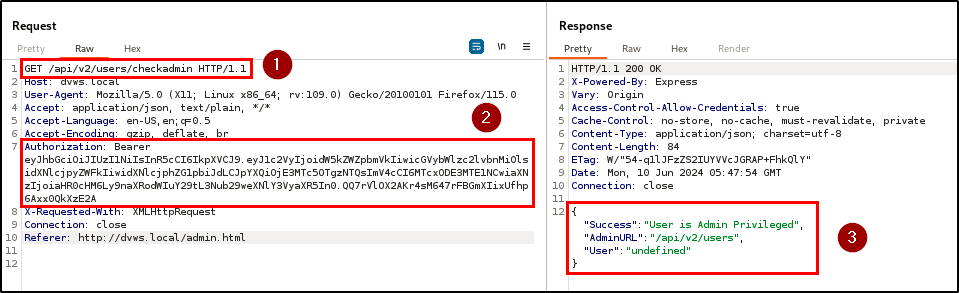 Request
Pretty Raw Hex
\n
1 GET /api/v2/users/checkadmin HTTP/1.1
1
2 Host: dvws.local
3 User-Agent: Mozilla/5.0 (X11; Linux x86_64; rv:109.0) Gecko/20100101 Firefox/115.0
4 Accept: application/json, text/plain, */*
2
5 Accept-Language: en-US,en;q=0.5
6 Accept-Encoding: gzip, deflate, br
7 Authorization: Bearer
8 X-Requested-With: XMLHttpRequest
9 Connection: close
10 Referer: http://dvws.local/admin.html
11
12
Response
Pretty Raw Hex Render
1 HTTP/1.1 200 OK
2 X-Powered-By: Express
3 Vary: Origin
4 Access-Control-Allow-Credentials: true
5 Cache-Control: no-store, no-cache, must-revalidate, private
6 Content-Type: application/json; charset=utf-8
7 Content-Length: 84
8 ETag: W/"54-q1lJFzZS2IUYVVcJGRAP+FhkQlY"
9 Date: Mon, 10 Jun 2024 05:47:54 GMT
10 Connection: close
11
12 {
"Success":"User is Admin Privileged",
"AdminURL":"/api/v2/users",
3
"User":"undefined"
}